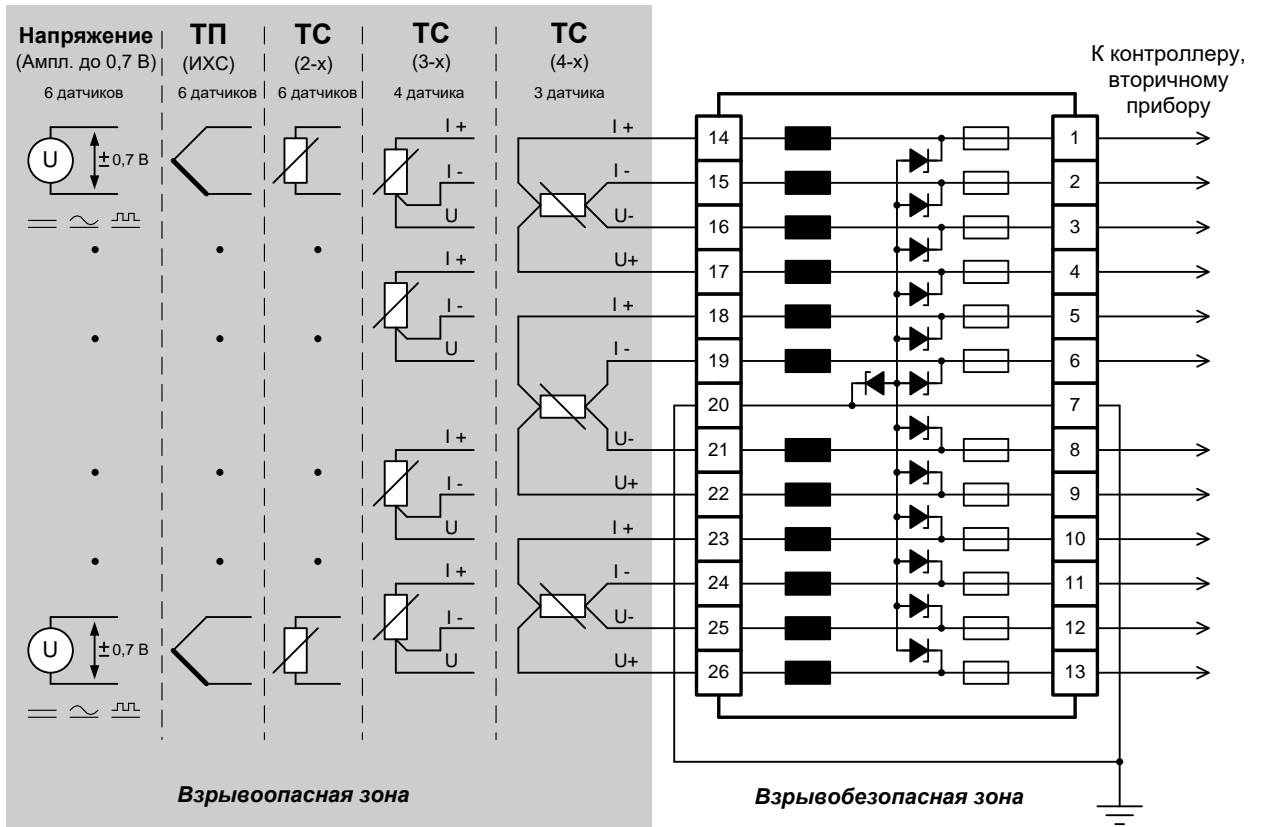 Напряжение
(Ампл. до 0,7 В)
6 датчиков
ТП
(ИХС)
6 датчиков
ТС
(2-х)
6 датчиков
ТС
(3-х)
4 датчика
ТС
(4-х)
3 датчика
К контроллеру,
вторичному
прибору
U
± 0,7 В
I +
I -
U
I +
I -
U
I +
I -
U
I +
I -
U
U
± 0,7 В
I +
I -
U-
U+
I +
I -
U-
U+
I +
I -
U-
U+
14
15
16
17
18
19
20
21
22
23
24
25
26
1
2
3
4
5
6
7
8
9
10
11
12
13
Взрывоопасная зона
Взрывобезопасная зона